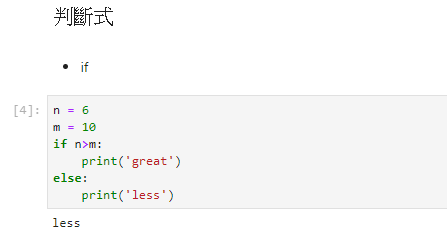 判斷式
• if
[4]: n = 6
m = 10
if n>m:
    print('great')
else:
    print('less')
less